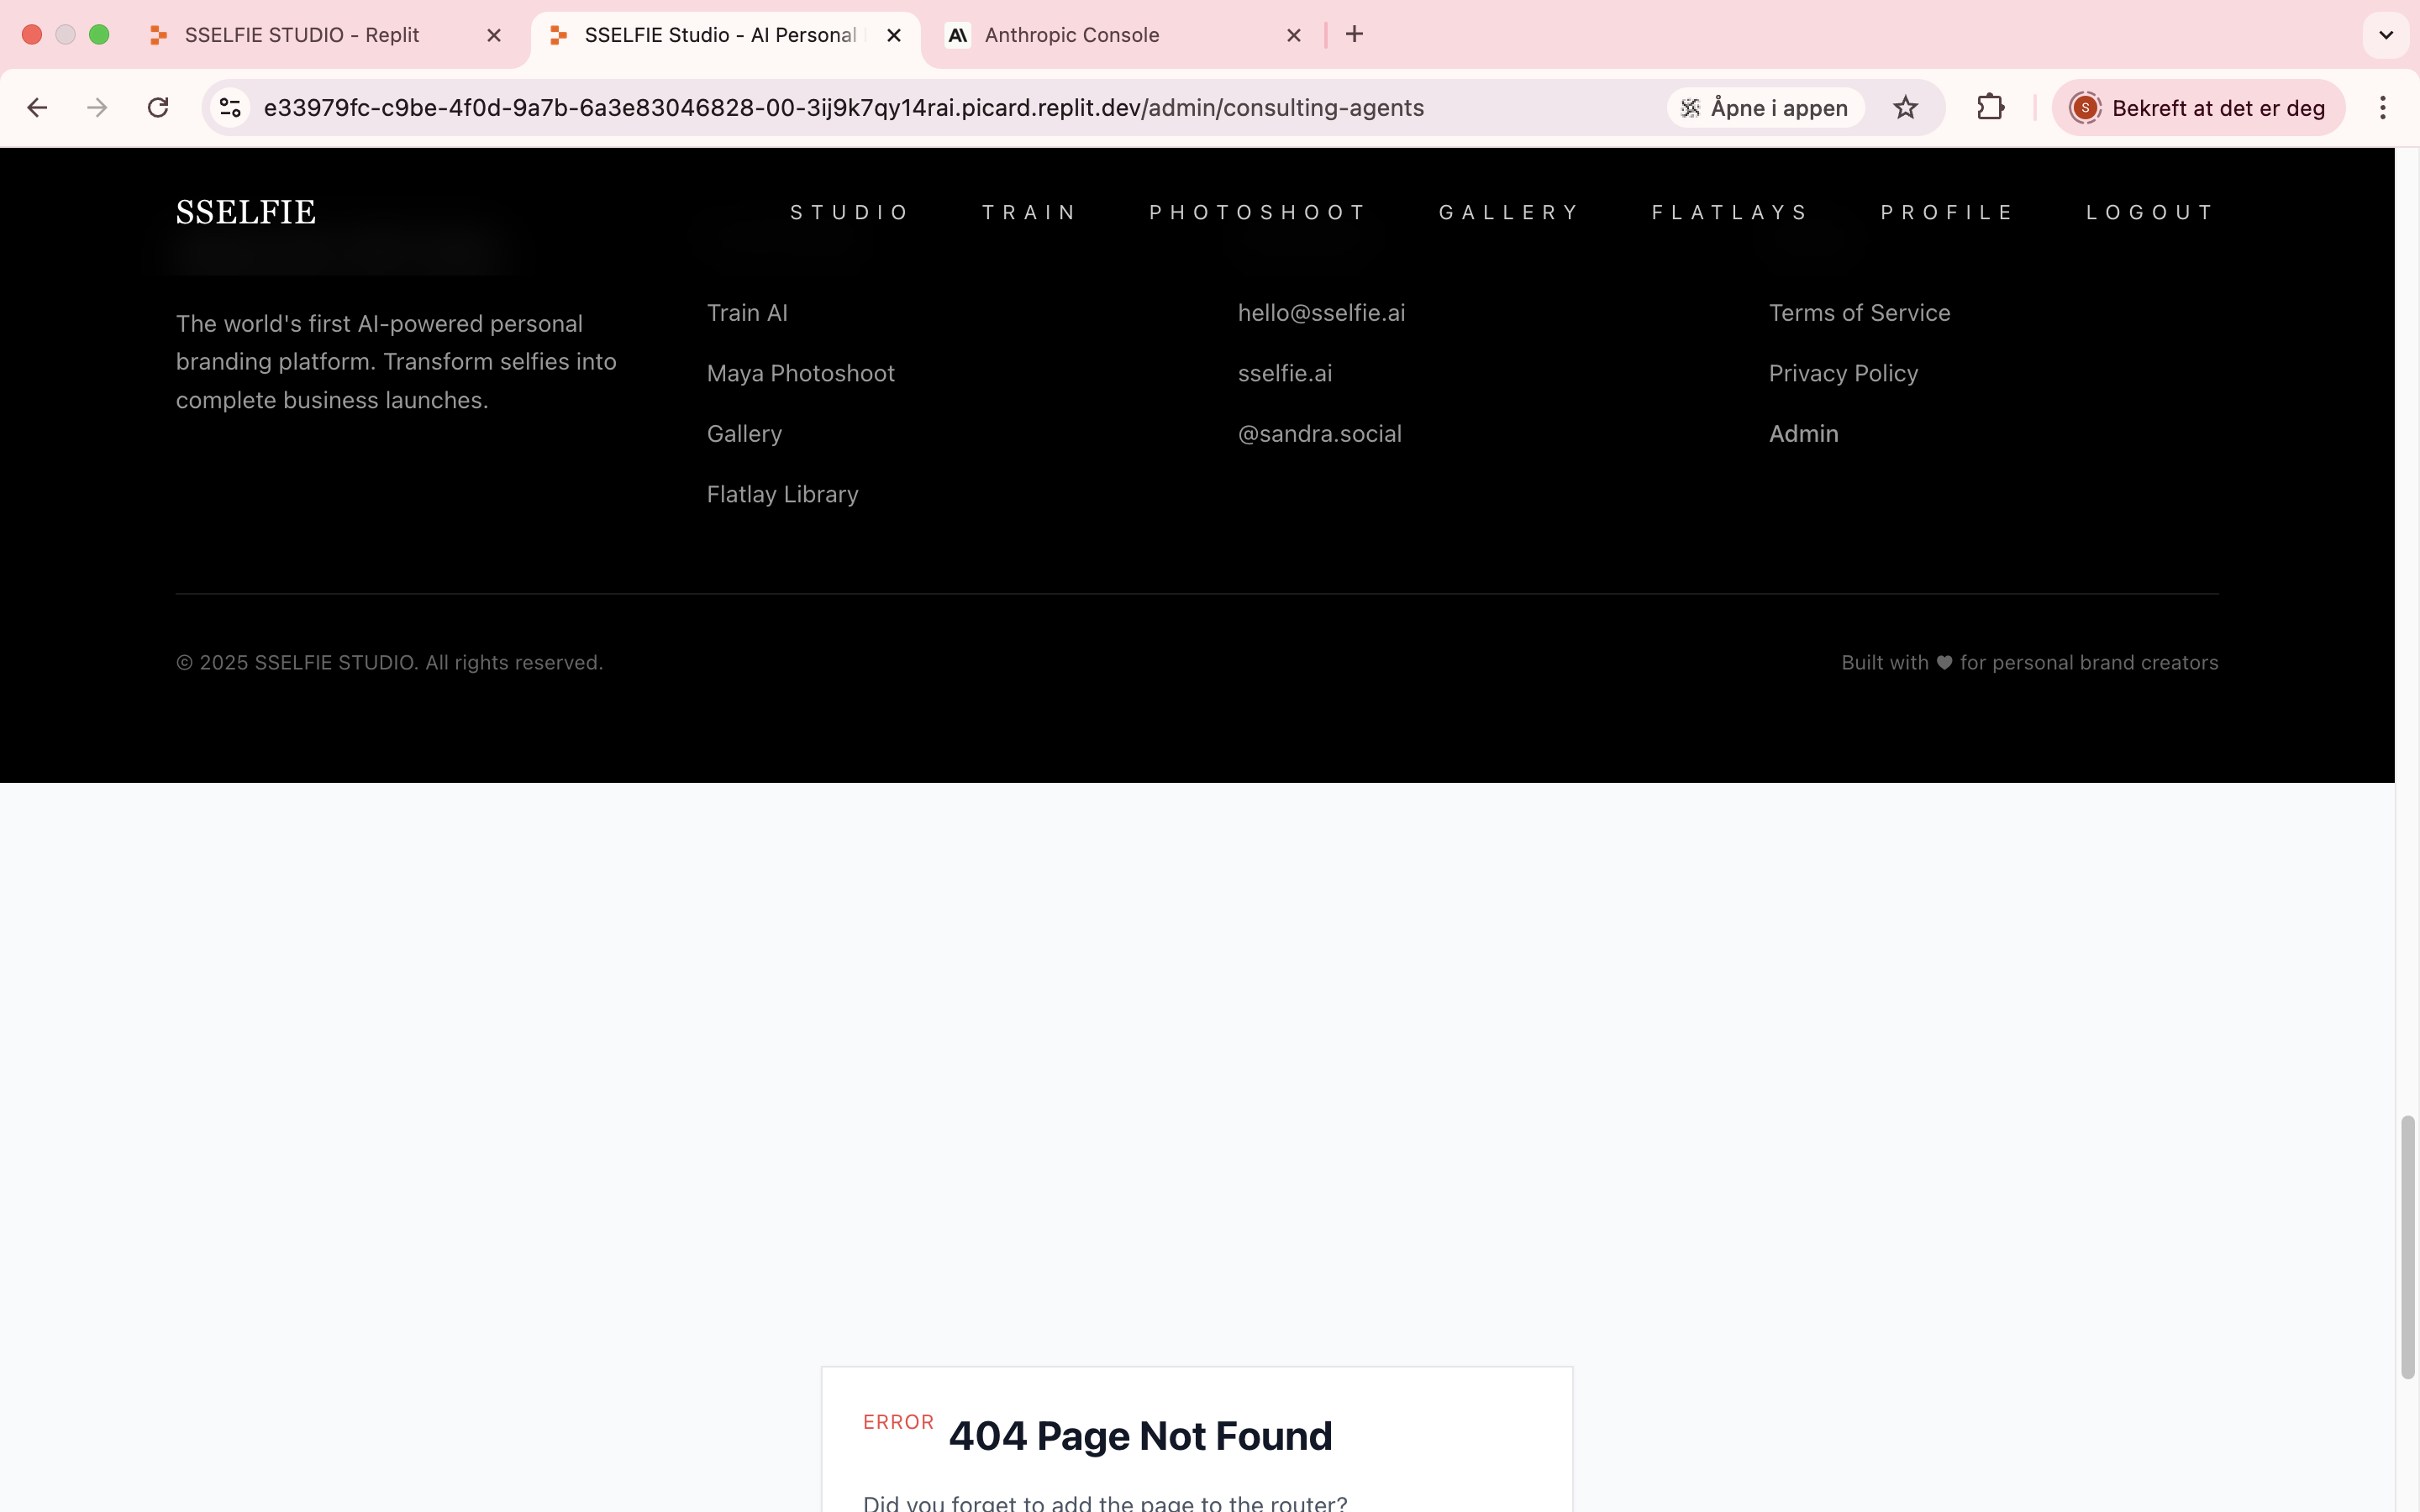 SSELFIE STUDIO - Replit
SSELFIE Studio - AI Personal
Anthropic Console
e33979fc-c9be-4f0d-9a7b-6a3e83046828-00-3ij9k7qy14rai.picard.replit.dev/admin/consulting-agents
Åpne i appen
S
Bekreft at det er deg
SSELFIE
STUDIO
TRAIN
PHOTOSHOOT
GALLERY
FLATLAYS
PROFILE
LOGOUT
The world's first AI-powered personal
branding platform. Transform selfies into
complete business launches.
Train AI
Maya Photoshoot
Gallery
Flatlay Library
hello@sselfie.ai
sselfie.ai
@sandra.social
Terms of Service
Privacy Policy
Admin
© 2025 SSELFIE STUDIO. All rights reserved.
Built with ♥ for personal brand creators
ERROR
404 Page Not Found
Did you forget to add the page to the router?